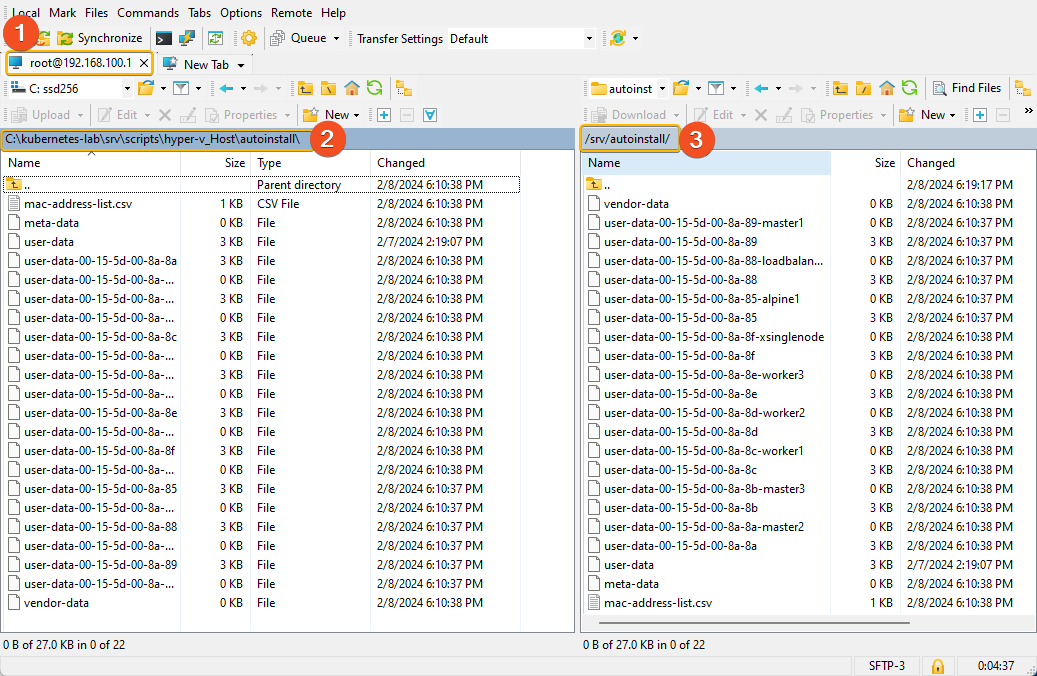 Local Mark Files Commands Tabs Options Remote Help
1 Synchronize Queue Transfer Settings Default
root@192.168.100.1 × New Tab
C: ssd256 autoinst Find Files
Upload Edit Properties New Download Edit Properties New »
C:\kubernetes-lab\srv\scripts\hyper-v_Host\autoinstall\ 2 /srv/autoinstall/ 3
Name Size Type Changed Name Size Changed
.. Parent directory 2/8/2024 6:10:38 PM .. 2/8/2024 6:19:17 PM
mac-address-list.csv 1 KB CSV File 2/8/2024 6:10:38 PM vendor-data 0 KB 2/8/2024 6:10:38 PM
meta-data 0 KB File 2/8/2024 6:10:38 PM user-data-00-15-5d-00-8a-89-master1 0 KB 2/8/2024 6:10:37 PM
user-data 3 KB File 2/7/2024 2:19:07 PM user-data-00-15-5d-00-8a-89 3 KB 2/8/2024 6:10:37 PM
user-data-00-15-5d-00-8a-8a 3 KB File 2/8/2024 6:10:38 PM user-data-00-15-5d-00-8a-88-loadbalan... 0 KB 2/8/2024 6:10:37 PM
user-data-00-15-5d-00-8a-... 0 KB File 2/8/2024 6:10:38 PM user-data-00-15-5d-00-8a-88 3 KB 2/8/2024 6:10:37 PM
user-data-00-15-5d-00-8a-... 3 KB File 2/8/2024 6:10:38 PM user-data-00-15-5d-00-8a-85-alpine1 0 KB 2/8/2024 6:10:37 PM
user-data-00-15-5d-00-8a-... 0 KB File 2/8/2024 6:10:38 PM user-data-00-15-5d-00-8a-85 3 KB 2/8/2024 6:10:37 PM
user-data-00-15-5d-00-8a-8c 3 KB File 2/8/2024 6:10:38 PM user-data-00-15-5d-00-8a-8f-xsinglenode 0 KB 2/8/2024 6:10:38 PM
user-data-00-15-5d-00-8a-... 0 KB File 2/8/2024 6:10:38 PM user-data-00-15-5d-00-8a-8f 3 KB 2/8/2024 6:10:38 PM
user-data-00-15-5d-00-8a-... 3 KB File 2/8/2024 6:10:38 PM user-data-00-15-5d-00-8a-8e-worker3 0 KB 2/8/2024 6:10:38 PM
user-data-00-15-5d-00-8a-... 0 KB File 2/8/2024 6:10:38 PM user-data-00-15-5d-00-8a-8e 3 KB 2/8/2024 6:10:38 PM
user-data-00-15-5d-00-8a-8e 3 KB File 2/8/2024 6:10:38 PM user-data-00-15-5d-00-8a-8d-worker2 0 KB 2/8/2024 6:10:38 PM
user-data-00-15-5d-00-8a-... 0 KB File 2/8/2024 6:10:38 PM user-data-00-15-5d-00-8a-8d 3 KB 2/8/2024 6:10:38 PM
user-data-00-15-5d-00-8a-8f 3 KB File 2/8/2024 6:10:38 PM user-data-00-15-5d-00-8a-8c-worker1 0 KB 2/8/2024 6:10:38 PM
user-data-00-15-5d-00-8a-... 0 KB File 2/8/2024 6:10:38 PM user-data-00-15-5d-00-8a-8c 3 KB 2/8/2024 6:10:38 PM
user-data-00-15-5d-00-8a-85 3 KB File 2/8/2024 6:10:37 PM user-data-00-15-5d-00-8a-8b-master3 0 KB 2/8/2024 6:10:38 PM
user-data-00-15-5d-00-8a-... 0 KB File 2/8/2024 6:10:37 PM user-data-00-15-5d-00-8a-8b 3 KB 2/8/2024 6:10:38 PM
user-data-00-15-5d-00-8a-88 3 KB File 2/8/2024 6:10:37 PM user-data-00-15-5d-00-8a-8a-master2 0 KB 2/8/2024 6:10:38 PM
user-data-00-15-5d-00-8a-... 0 KB File 2/8/2024 6:10:37 PM user-data-00-15-5d-00-8a-8a 3 KB 2/8/2024 6:10:38 PM
user-data-00-15-5d-00-8a-89 3 KB File 2/8/2024 6:10:37 PM user-data 3 KB 2/7/2024 2:19:07 PM
user-data-00-15-5d-00-8a-... 0 KB File 2/8/2024 6:10:37 PM meta-data 0 KB 2/8/2024 6:10:38 PM
vendor-data 0 KB File 2/8/2024 6:10:38 PM mac-address-list.csv 1 KB 2/8/2024 6:10:38 PM
0 B of 27.0 KB in 0 of 22 0 B of 27.0 KB in 0 of 22
SFTP-3 0:04:37